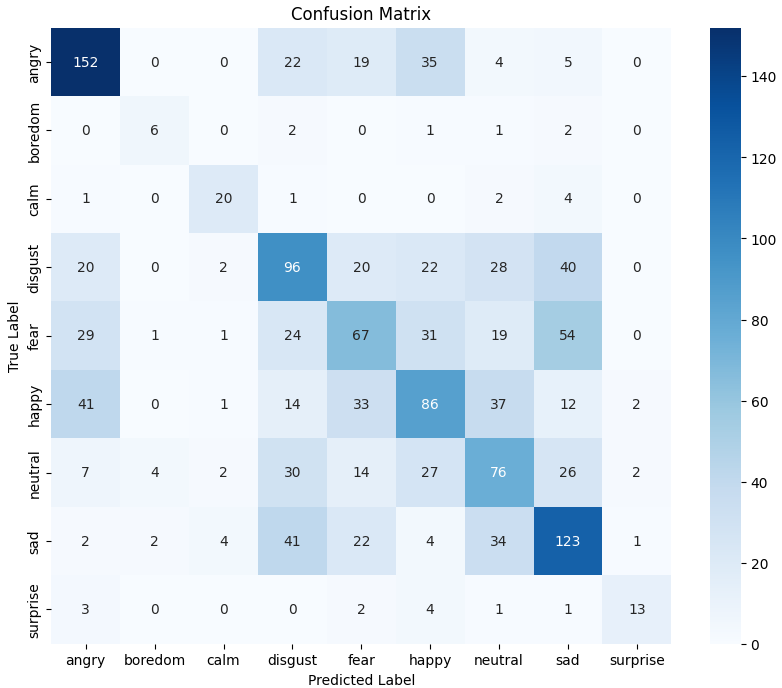 Confusion Matrix
angry 152 0 0 22 19 35 4 5 0
boredom 0 6 0 2 0 1 1 2 0
calm 1 0 20 1 0 0 2 4 0
disgust 20 0 2 96 20 22 28 40 0
fear 29 1 1 24 67 31 19 54 0
happy 41 0 1 14 33 86 37 12 2
neutral 7 4 2 30 14 27 76 26 2
sad 2 2 4 41 22 4 34 123 1
surprise 3 0 0 0 2 4 1 1 13
angry boredom calm disgust fear happy neutral sad surprise
Predicted Label
True Label
140
120
100
80
60
40
20
0